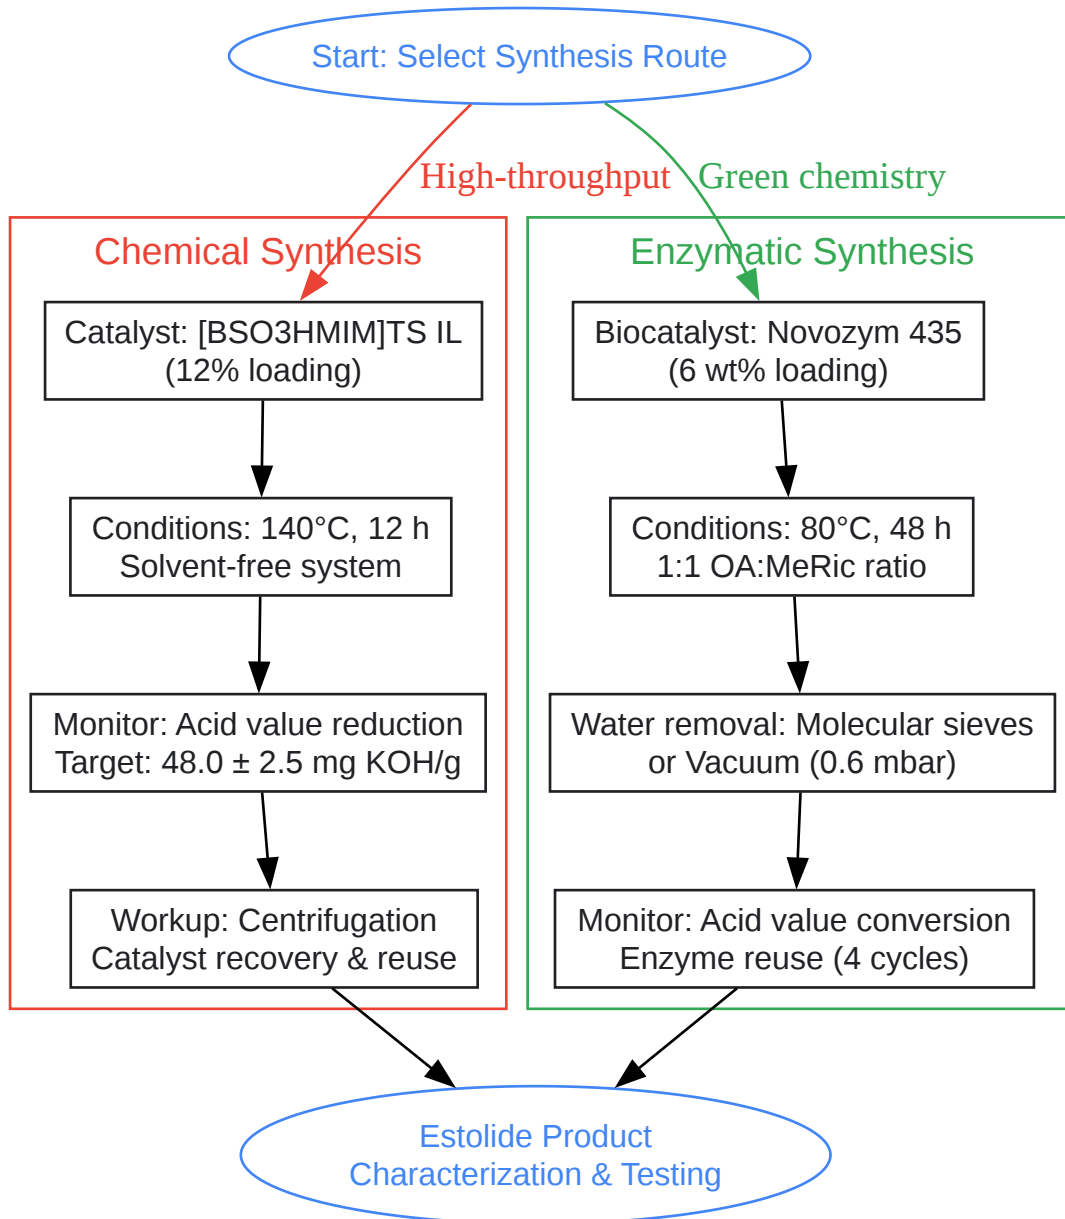 Start: Select Synthesis Route
High-throughput
Green chemistry
Chemical Synthesis
Catalyst: [BSO3HMIM]TS IL
(12% loading)
Conditions: 140°C, 12 h
Solvent-free system
Monitor: Acid value reduction
Target: 48.0 ± 2.5 mg KOH/g
Workup: Centrifugation
Catalyst recovery & reuse
Enzymatic Synthesis
Biocatalyst: Novozym 435
(6 wt% loading)
Conditions: 80°C, 48 h
1:1 OA:MeRic ratio
Water removal: Molecular sieves
or Vacuum (0.6 mbar)
Monitor: Acid value conversion
Enzyme reuse (4 cycles)
Estolide Product
Characterization & Testing